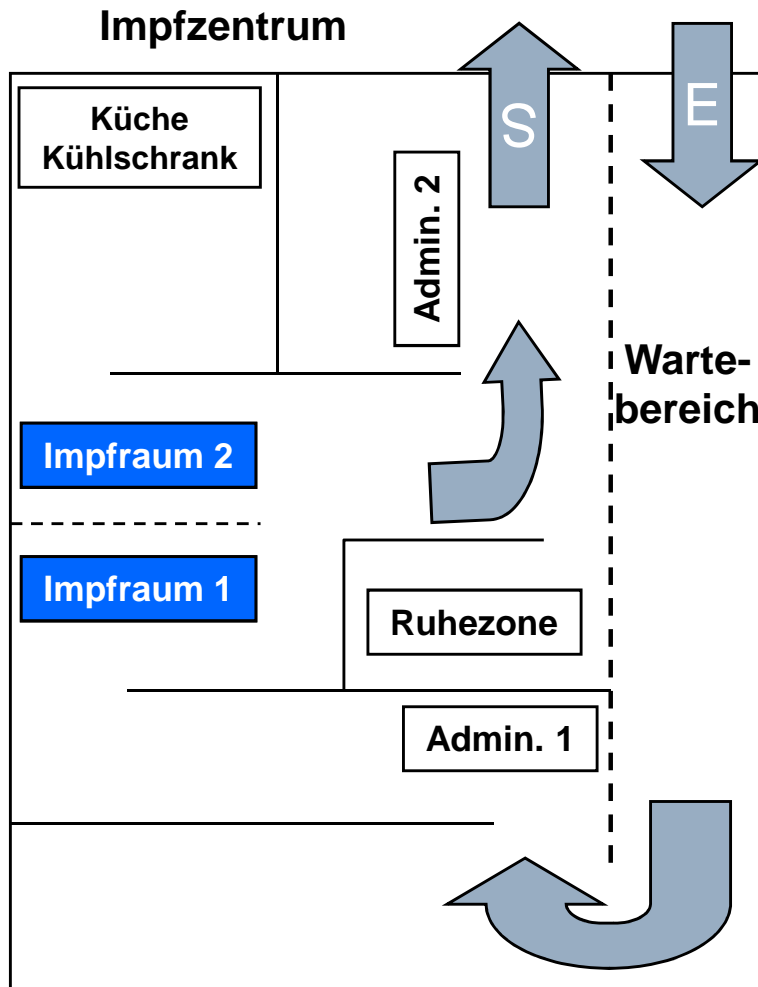 Impfzentrum
S
E
Küche
Kühlschrank
Admin. 2
Warte-
bereich
Impfraum 2
Impfraum 1
Ruhezone
Admin. 1